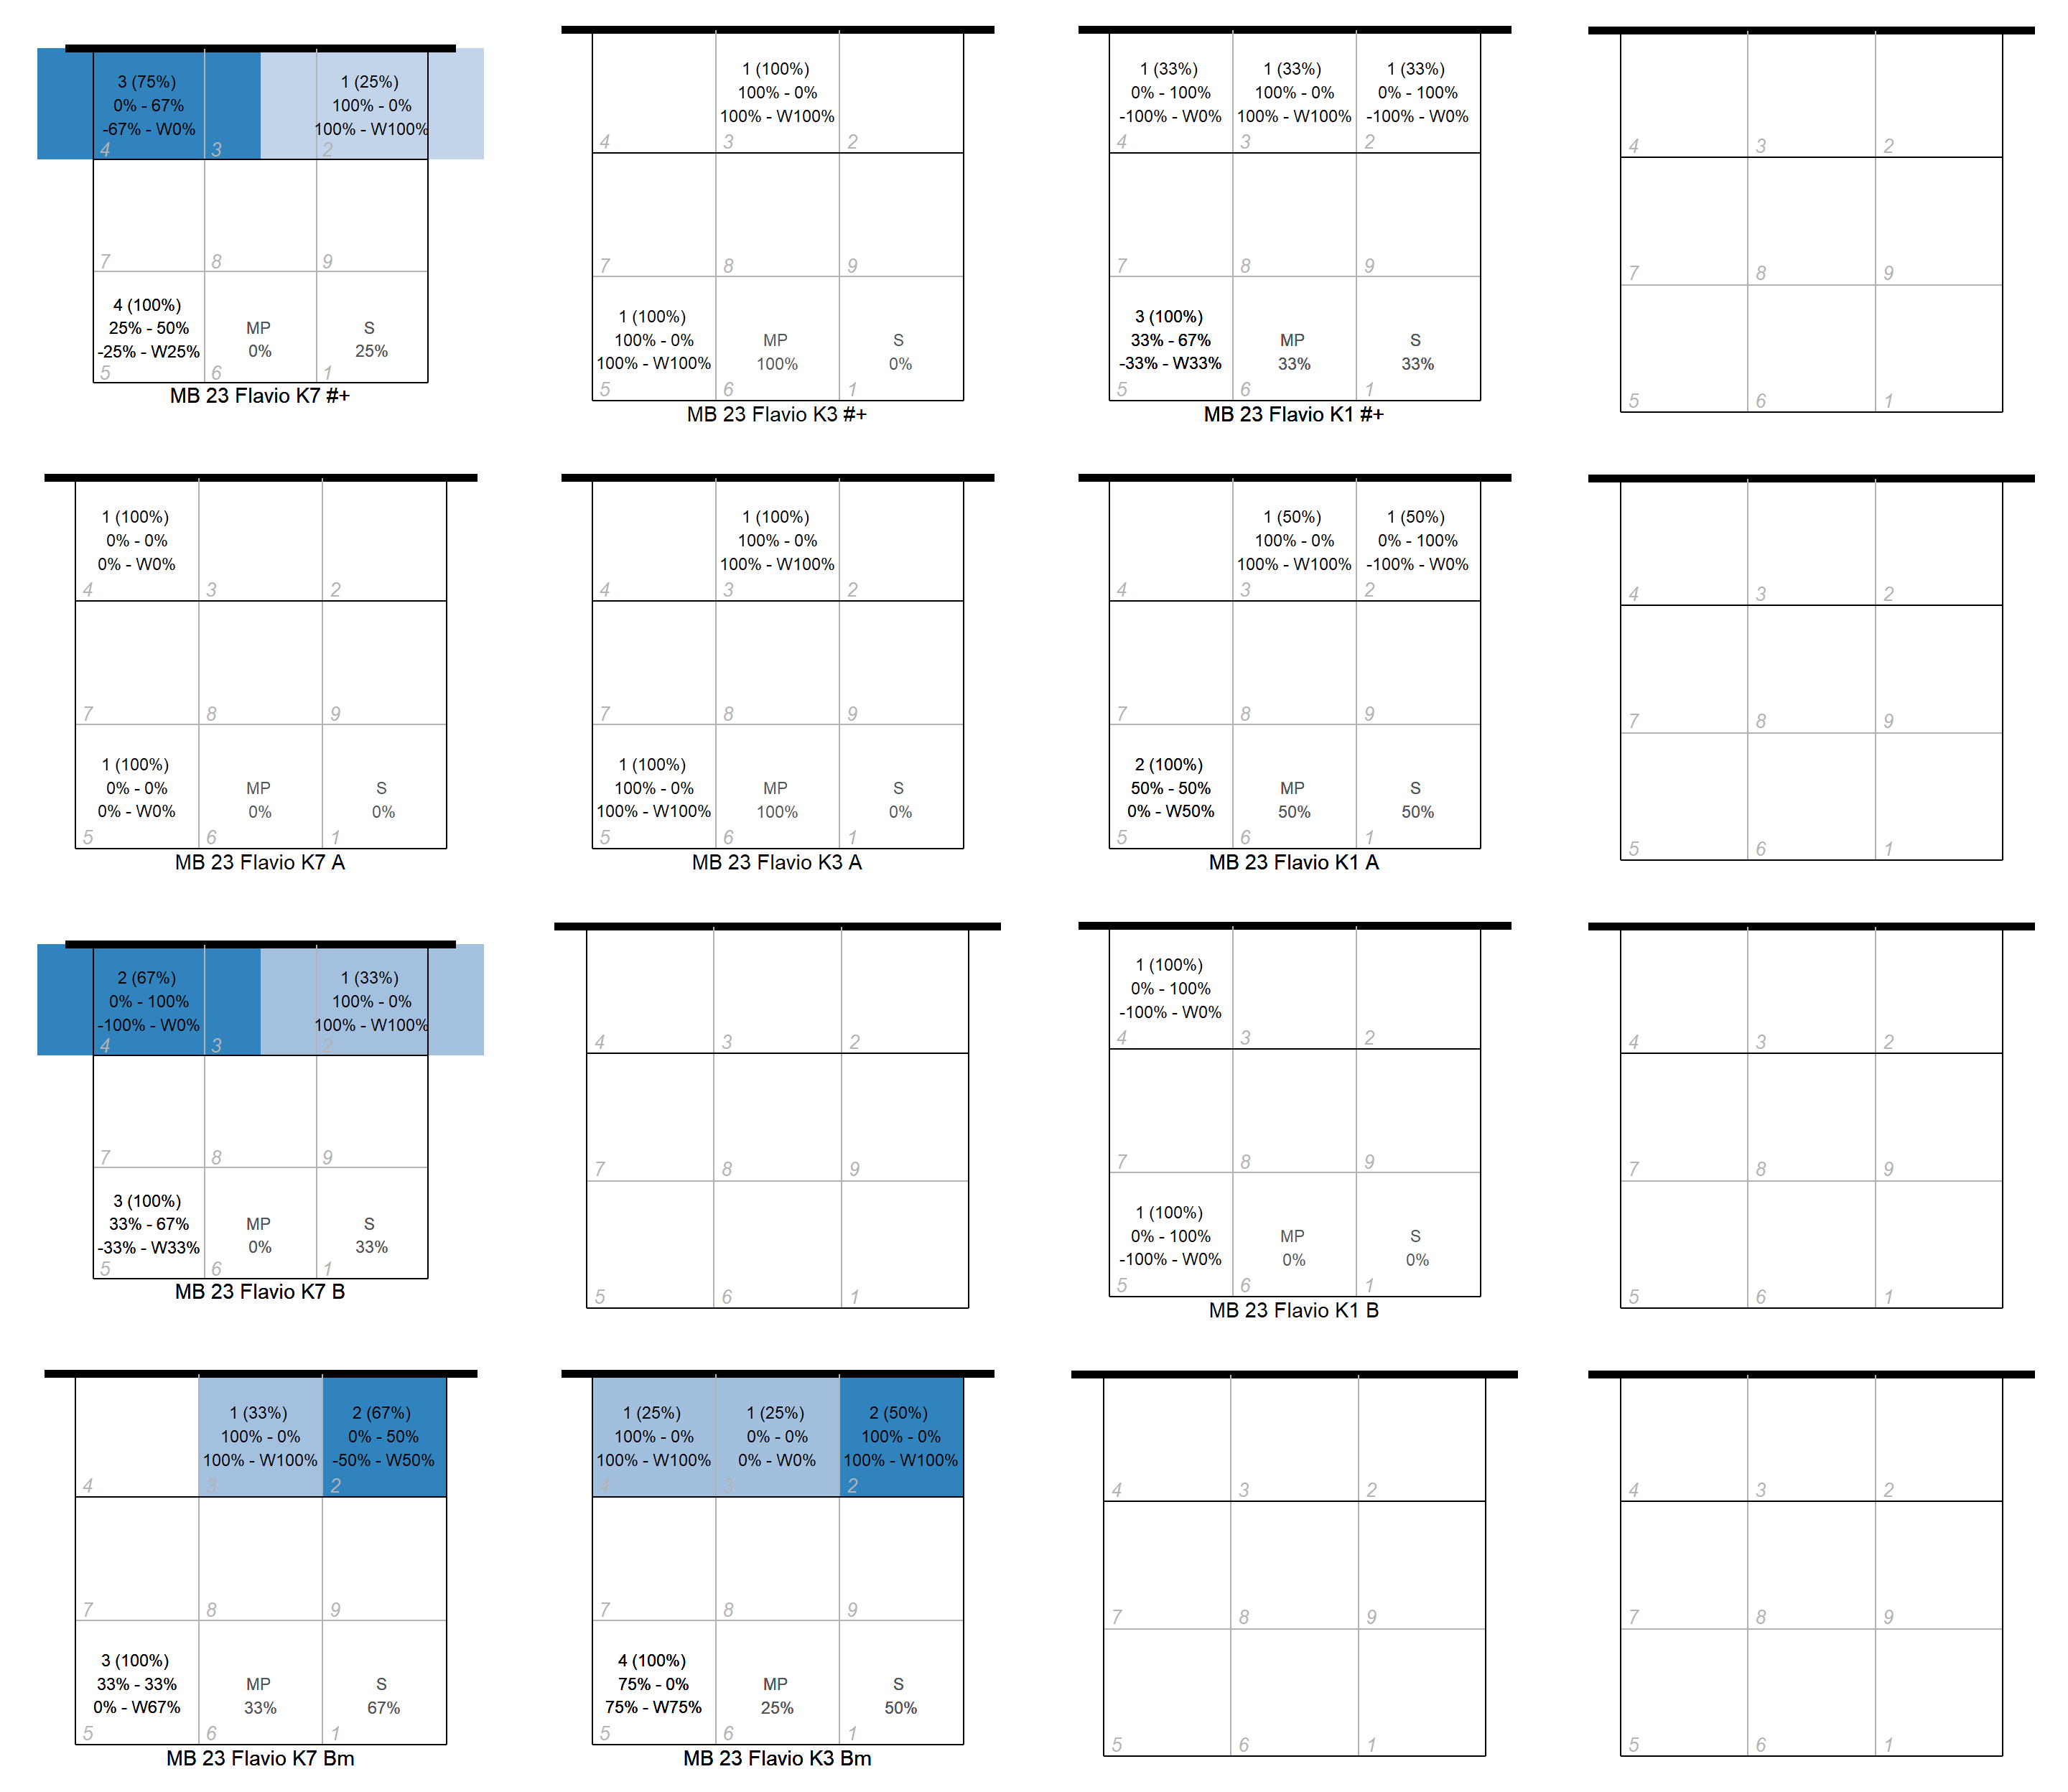 3 (75%)
0% - 67%
-67% - W0%
1 (25%)
100% - 0%
100% - W100%
4 3 2
7 8 9
4 (100%)
25% - 50%
-25% - W25%
MP
0%
S
25%
5 6 1
MB 23 Flavio K7 #+
1 (100%)
100% - 0%
100% - W100%
4 3 2
7 8 9
1 (100%)
100% - 0%
100% - W100%
MP
100%
S
0%
5 6 1
MB 23 Flavio K3 #+
1 (33%)
0% - 100%
-100% - W0%
1 (33%)
100% - 0%
100% - W100%
1 (33%)
0% - 100%
-100% - W0%
4 3 2
7 8 9
3 (100%)
33% - 67%
-33% - W33%
MP
33%
S
33%
5 6 1
MB 23 Flavio K1 #+
4 3 2
7 8 9
5 6 1
1 (100%)
0% - 0%
0% - W0%
4 3 2
7 8 9
1 (100%)
0% - 0%
0% - W0%
MP
0%
S
0%
5 6 1
MB 23 Flavio K7 A
1 (100%)
100% - 0%
100% - W100%
4 3 2
7 8 9
1 (100%)
100% - 0%
100% - W100%
MP
100%
S
0%
5 6 1
MB 23 Flavio K3 A
1 (50%)
100% - 0%
100% - W100%
1 (50%)
0% - 100%
-100% - W0%
4 3 2
7 8 9
2 (100%)
50% - 50%
0% - W50%
MP
50%
S
50%
5 6 1
MB 23 Flavio K1 A
4 3 2
7 8 9
5 6 1
2 (67%)
0% - 100%
-100% - W0%
1 (33%)
100% - 0%
100% - W100%
4 3 2
7 8 9
3 (100%)
33% - 67%
-33% - W33%
MP
0%
S
33%
5 6 1
MB 23 Flavio K7 B
4 3 2
7 8 9
5 6 1
1 (100%)
0% - 100%
-100% - W0%
4 3 2
7 8 9
1 (100%)
0% - 100%
-100% - W0%
MP
0%
S
0%
5 6 1
MB 23 Flavio K1 B
4 3 2
7 8 9
5 6 1
1 (33%)
100% - 0%
100% - W100%
2 (67%)
0% - 50%
-50% - W50%
4 3 2
7 8 9
3 (100%)
33% - 33%
0% - W67%
MP
33%
S
67%
5 6 1
MB 23 Flavio K7 Bm
1 (25%)
100% - 0%
100% - W100%
1 (25%)
0% - 0%
0% - W0%
2 (50%)
100% - 0%
100% - W100%
4 3 2
7 8 9
4 (100%)
75% - 0%
75% - W75%
MP
25%
S
50%
5 6 1
MB 23 Flavio K3 Bm
4 3 2
7 8 9
5 6 1
4 3 2
7 8 9
5 6 1